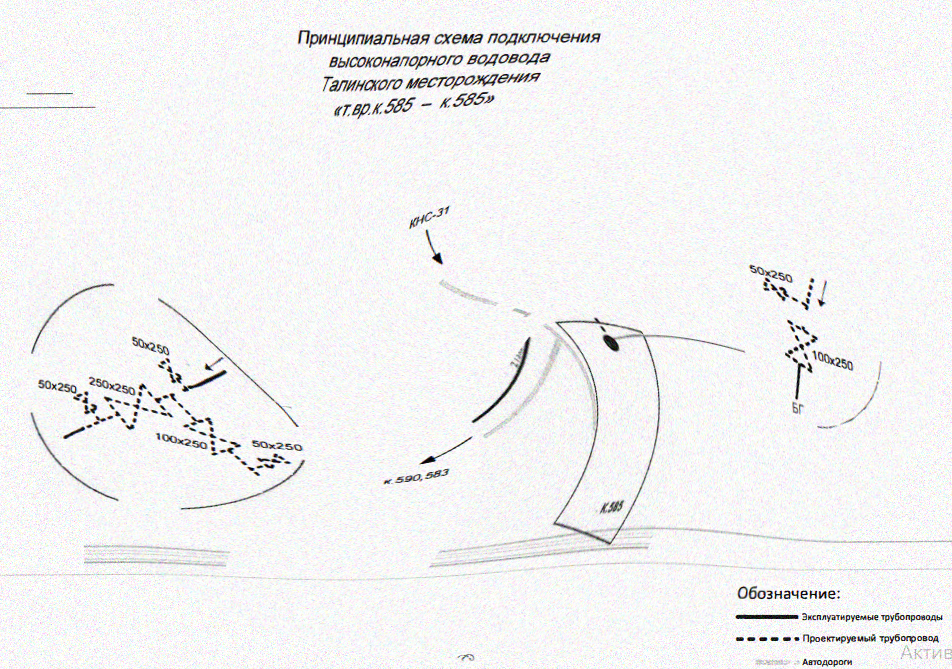 Принципиальная схема подключения
высоконапорного водовода
Талинского месторождения
«т.вр.к.585 – к.585»
КНС-31
50х250
50х250
100х250
БГ
50х250
250х250
100х250
50х250
к.590,583
К.585
Обозначение:
Эксплуатируемые трубопроводы
Проектируемый трубопровод
Автодороги
Актив